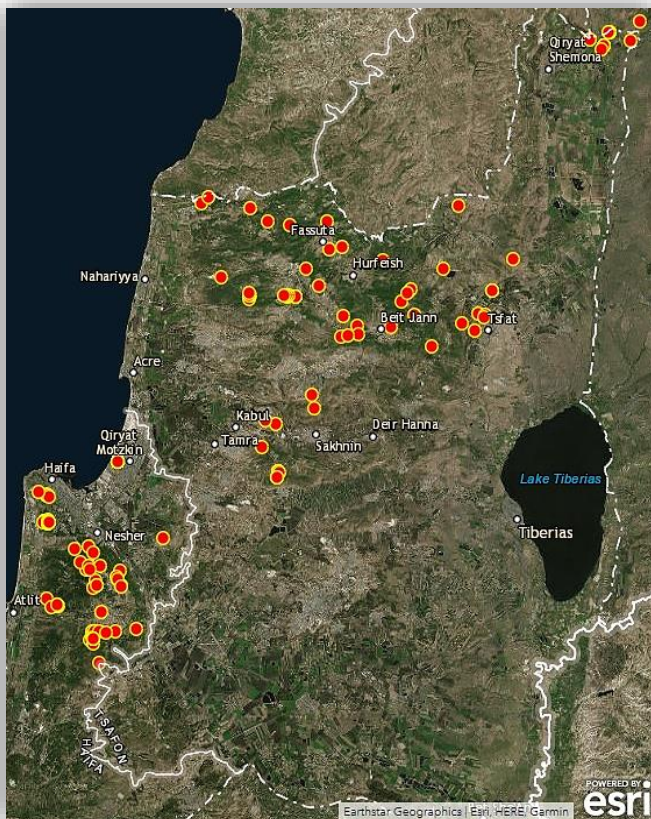 Qiryat
Shemona
Fassuta
Hurfeish
Nahariyya
Beit Jann
Tsfat
Acre
Kabul
Deir Hanna
Qiryat
Motzkin
Tamra
Sakhnin
Haifa
Lake Tiberias
Nesher
Tiberias
Atlit
TSAFON
HAIFA
POWERED BY
esri
Earthstar Geographics | Esri, HERE, Garmin